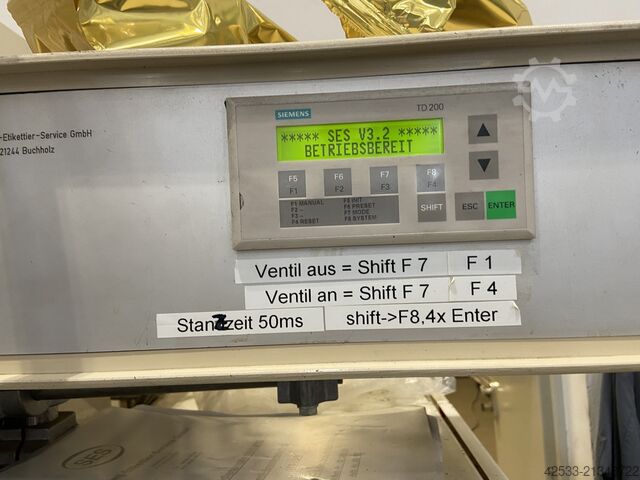 -Etikettier-Service GmbH
21244 Buchholz
SIEMENS
TD 200
***** SES V3.2 *****
BETRIEBSBEREIT
F5 F6 F7 F8
F1 F2 F3 F4
SHIFT ESC ENTER
F1 MANUAL F5 INIT
F2 – F6 PRESET
F3 – F7 MODE
F4 RESET F8 SYSTEM
Ventil aus = Shift F 7 F 1
Ventil an = Shift F 7 F 4
Stanzzeit 50ms shift->F8,4x Enter
SES
42533-21343722